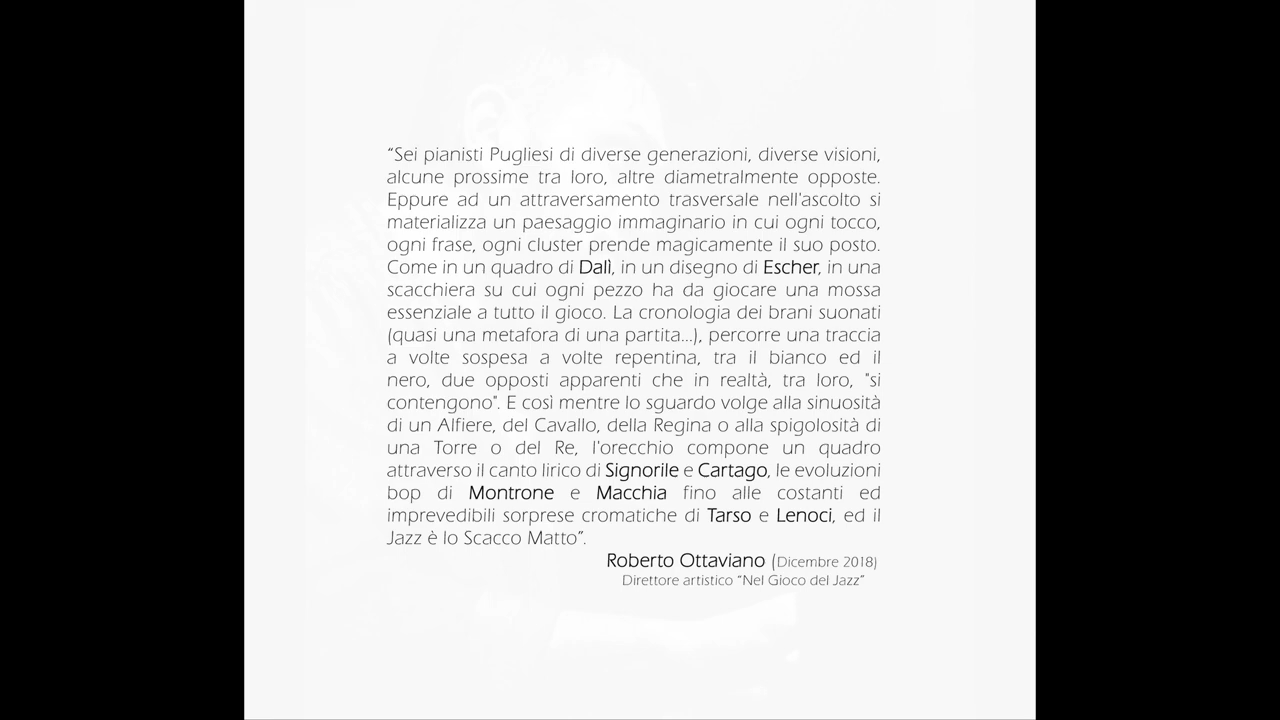 “Sei pianisti Pugliesi di diverse generazioni, diverse visioni,
alcune prossime tra loro, altre diametralmente opposte.
Eppure ad un attraversamento trasversale nell'ascolto si
materializza un paesaggio immaginario in cui ogni tocco,
ogni frase, ogni cluster prende magicamente il suo posto.
Come in un quadro di Dalì, in un disegno di Escher, in una
scacchiera su cui ogni pezzo ha da giocare una mossa
essenziale a tutto il gioco. La cronologia dei brani suonati
(quasi una metafora di una partita...), percorre una traccia
a volte sospesa a volte repentina, tra il bianco ed il
nero, due opposti apparenti che in realtà, tra loro, "si
contengono". E così mentre lo sguardo volge alla sinuosità
di un Alfiere, del Cavallo, della Regina o alla spigolosità di
una Torre o del Re, l'orecchio compone un quadro
attraverso il canto lirico di Signorile e Cartago, le evoluzioni
bop di Montrone e Macchia fino alle costanti ed
imprevedibili sorprese cromatiche di Tarso e Lenoci, ed il
Jazz è lo Scacco Matto”.
Roberto Ottaviano (Dicembre 2018)
Direttore artistico “Nel Gioco del Jazz”